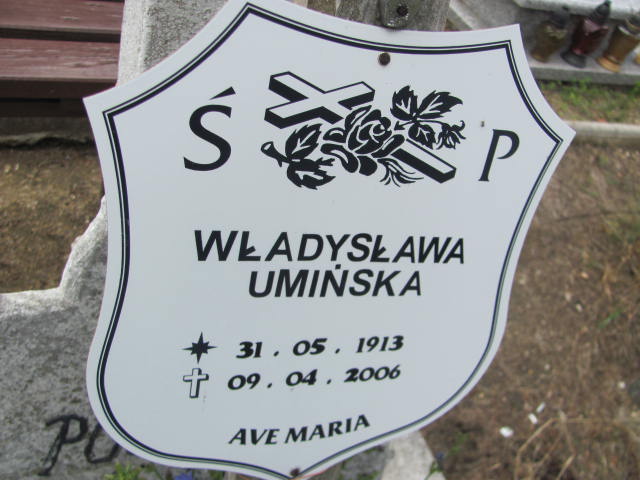 Ś P
WŁADYSŁAWA
UMIŃSKA
31 . 05 . 1913
09 . 04 . 2006
AVE MARIA